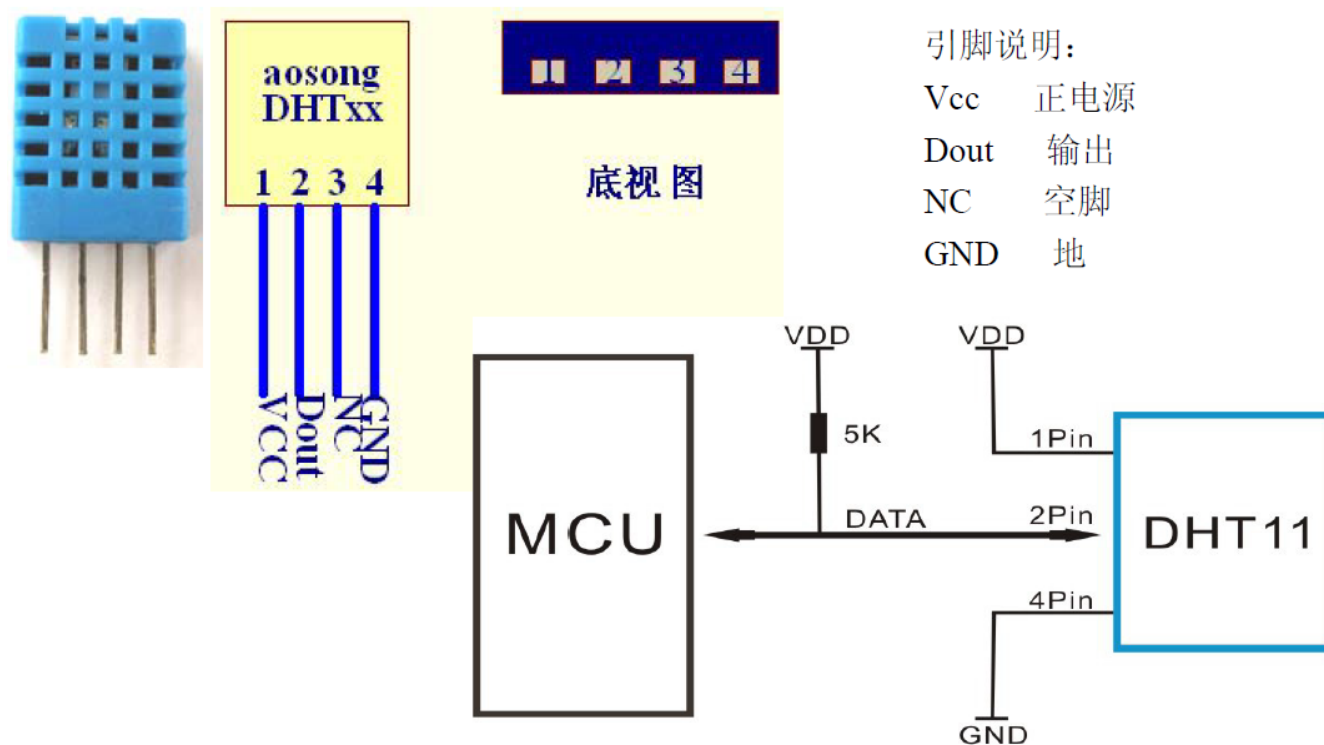 aosong
DHTxx
1 2 3 4
VCC
Dout
NC
GND
1 2 3 4
底视图
引脚说明：
Vcc 正电源
Dout 输出
NC 空脚
GND 地
VDD
VDD
5K
1Pin
MCU
DATA
2Pin
DHT11
4Pin
GND